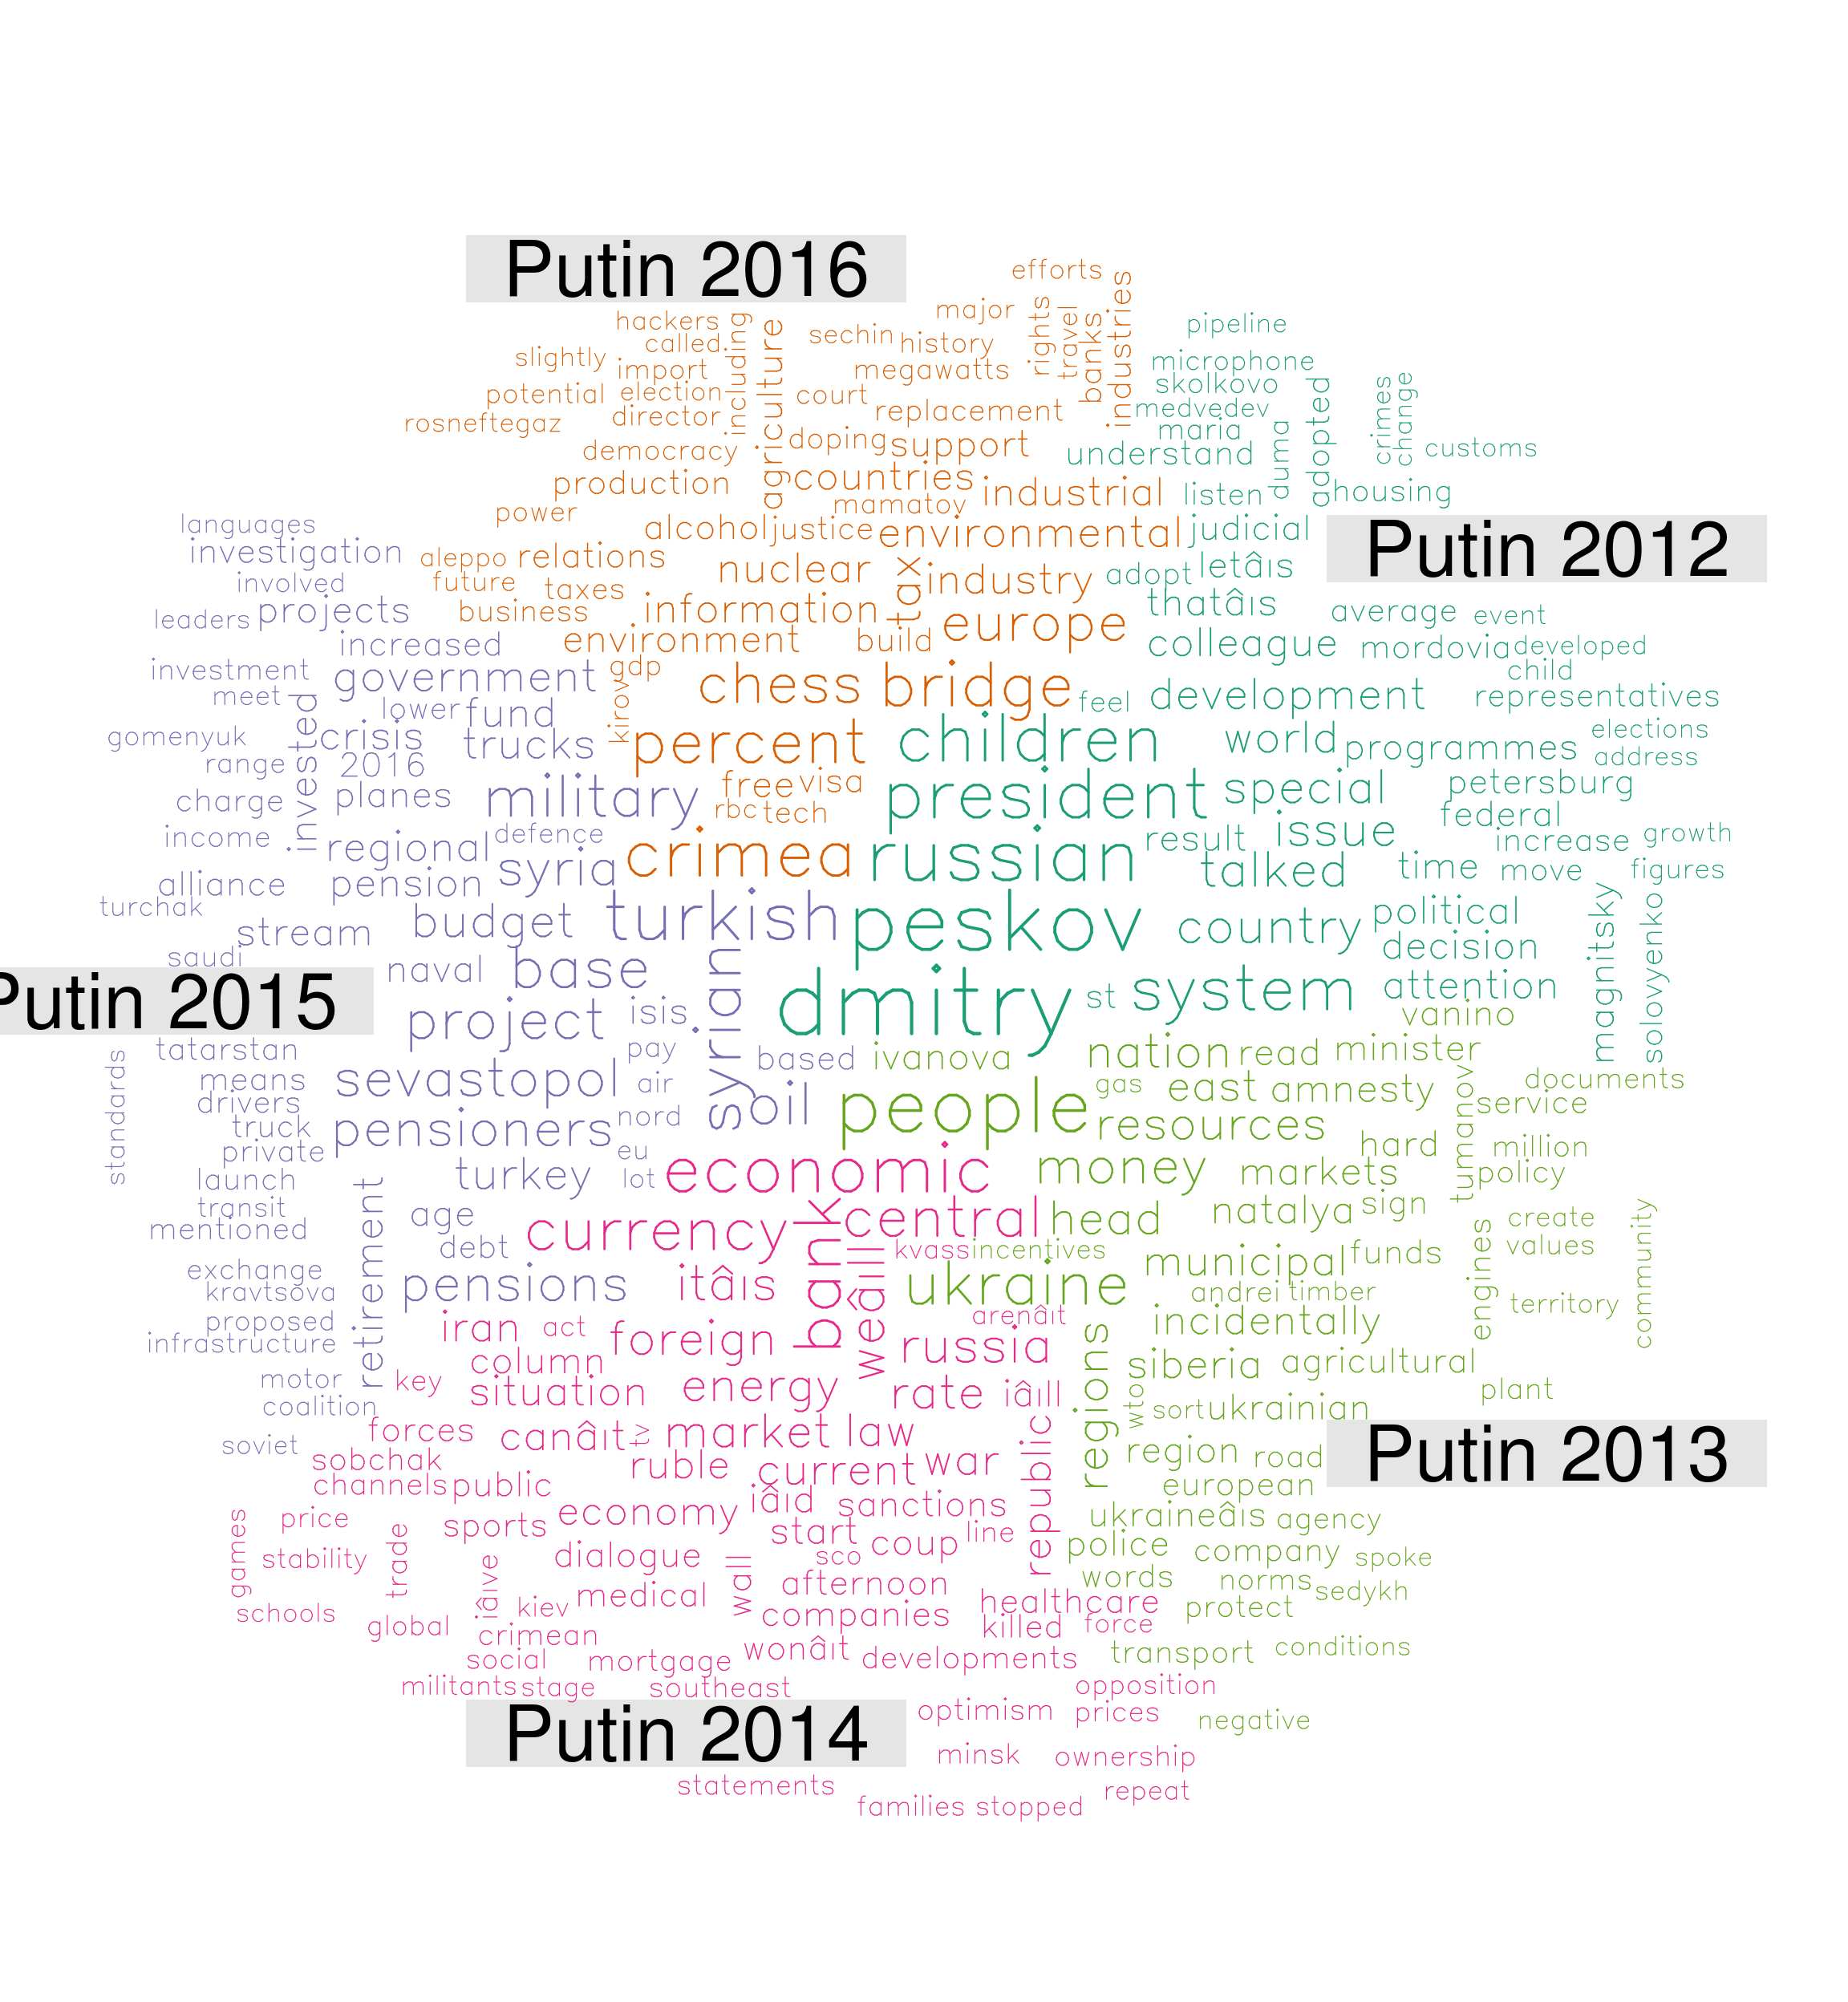 Putin 2016
efforts
hackers
called
including
agriculture
sechin
history
major
rights
travel
banks
industries
slightly
import
megawatts
potential
election
court
replacement
rosneftegaz
director
democracy
doping
support
production
countries
mamatov
industrial
power
alcohol
justice
environmental
aleppo
relations
nuclear
tax
industry
future
taxes
business
information
europe
environment
build
gdp
kirov
chess
bridge
percent
free
visa
rbc
tech
crimea
Putin 2012
pipeline
microphone
skolkovo
medvedev
maria
understand
duma
adopted
crimes
change
customs
listen
housing
judicial
adopt
letâıs
thatâıs
average
event
colleague
mordovia
developed
child
feel
development
representatives
children
world
programmes
elections
address
president
special
petersburg
federal
russian
result
issue
increase
growth
talked
time
move
figures
peskov
country
political
decision
magnitsky
solovyenko
dmitry
st
system
attention
Putin 2015
languages
investigation
involved
leaders
projects
increased
investment
government
meet
lower
fund
gomenyuk
invested
crisis
trucks
range
2016
charge
planes
military
income
regional
defence
alliance
pension
syria
turchak
budget
turkish
stream
saudi
naval
base
syrian
project
isis
tatarstan
pay
based
standards
means
sevastopol
air
drivers
oil
truck
pensioners
nord
private
eu
launch
turkey
lot
transit
retirement
mentioned
age
debt
exchange
kravtsova
pensions
proposed
infrastructure
motor
coalition
soviet
Putin 2013
vanino
ivanova
nation
read
minister
gas
east
amnesty
documents
people
tumanov
service
resources
hard
million
money
markets
policy
natalya
sign
head
create
values
community
incentives
municipal
funds
engines
ukraine
andrei
timber
territory
incidentally
regions
siberia
agricultural
plant
wto
sort
ukrainian
region
road
european
ukraineâıs
agency
police
company
spoke
words
norms
sedykh
protect
transport
conditions
negative
Putin 2014
economic
currency
bank
central
kvass
itâıs
weâıll
arenâıt
iran
act
foreign
russia
column
key
situation
energy
rate
iâıll
forces
canâıt
tv
market
law
republic
sobchak
ruble
current
war
channels
public
iâıd
sanctions
games
price
sports
economy
start
coup
line
stability
trade
dialogue
sco
iâıve
wall
afternoon
schools
kiev
medical
healthcare
global
companies
killed
force
crimean
wonâıt
social
mortgage
developments
militants
stage
southeast
opposition
optimism
prices
minsk
ownership
statements
repeat
families
stopped